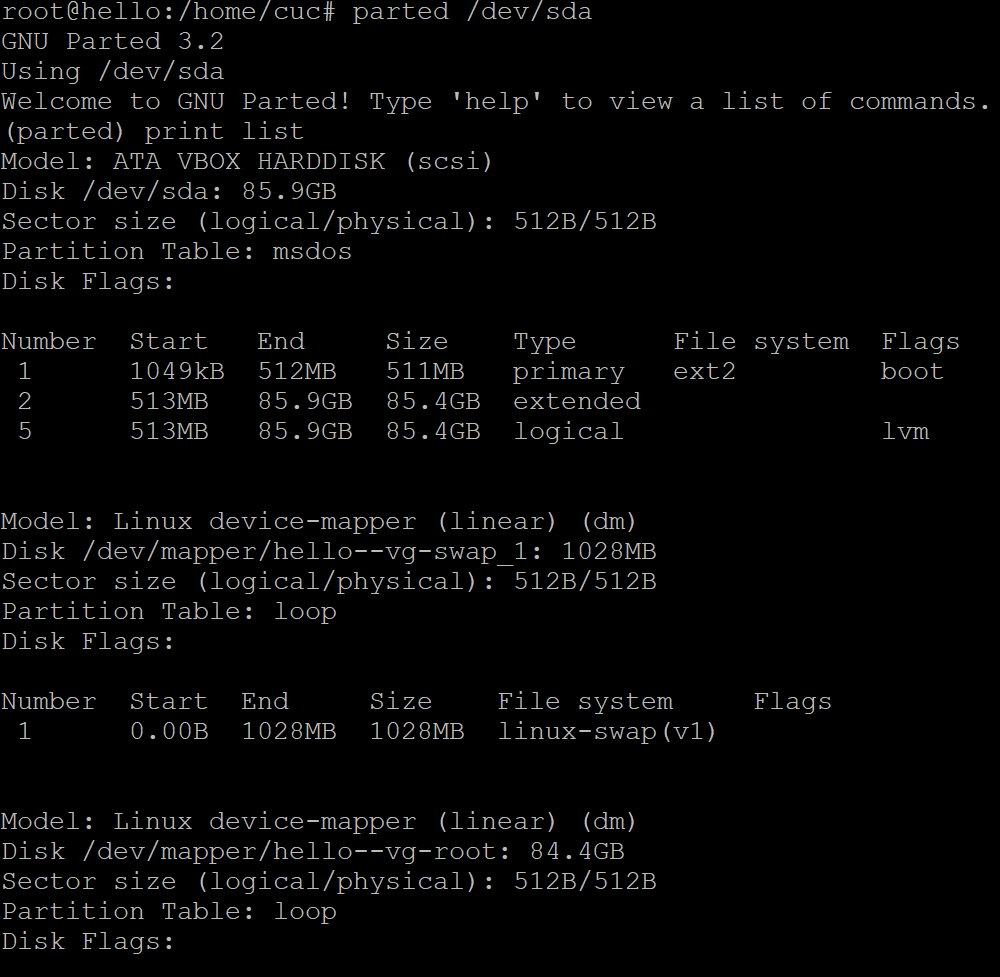 root@hello:/home/cuc# parted /dev/sda
GNU Parted 3.2
Using /dev/sda
Welcome to GNU Parted! Type 'help' to view a list of commands.
(parted) print list
Model: ATA VBOX HARDDISK (scsi)
Disk /dev/sda: 85.9GB
Sector size (logical/physical): 512B/512B
Partition Table: msdos
Disk Flags:

Number  Start   End     Size    Type      File system  Flags
 1      1049kB  512MB   511MB   primary   ext2         boot
 2      513MB   85.9GB  85.4GB  extended
 5      513MB   85.9GB  85.4GB  logical                lvm


Model: Linux device-mapper (linear) (dm)
Disk /dev/mapper/hello--vg-swap_1: 1028MB
Sector size (logical/physical): 512B/512B
Partition Table: loop
Disk Flags:

Number  Start  End     Size    File system     Flags
 1      0.00B  1028MB  1028MB  linux-swap(v1)


Model: Linux device-mapper (linear) (dm)
Disk /dev/mapper/hello--vg-root: 84.4GB
Sector size (logical/physical): 512B/512B
Partition Table: loop
Disk Flags: